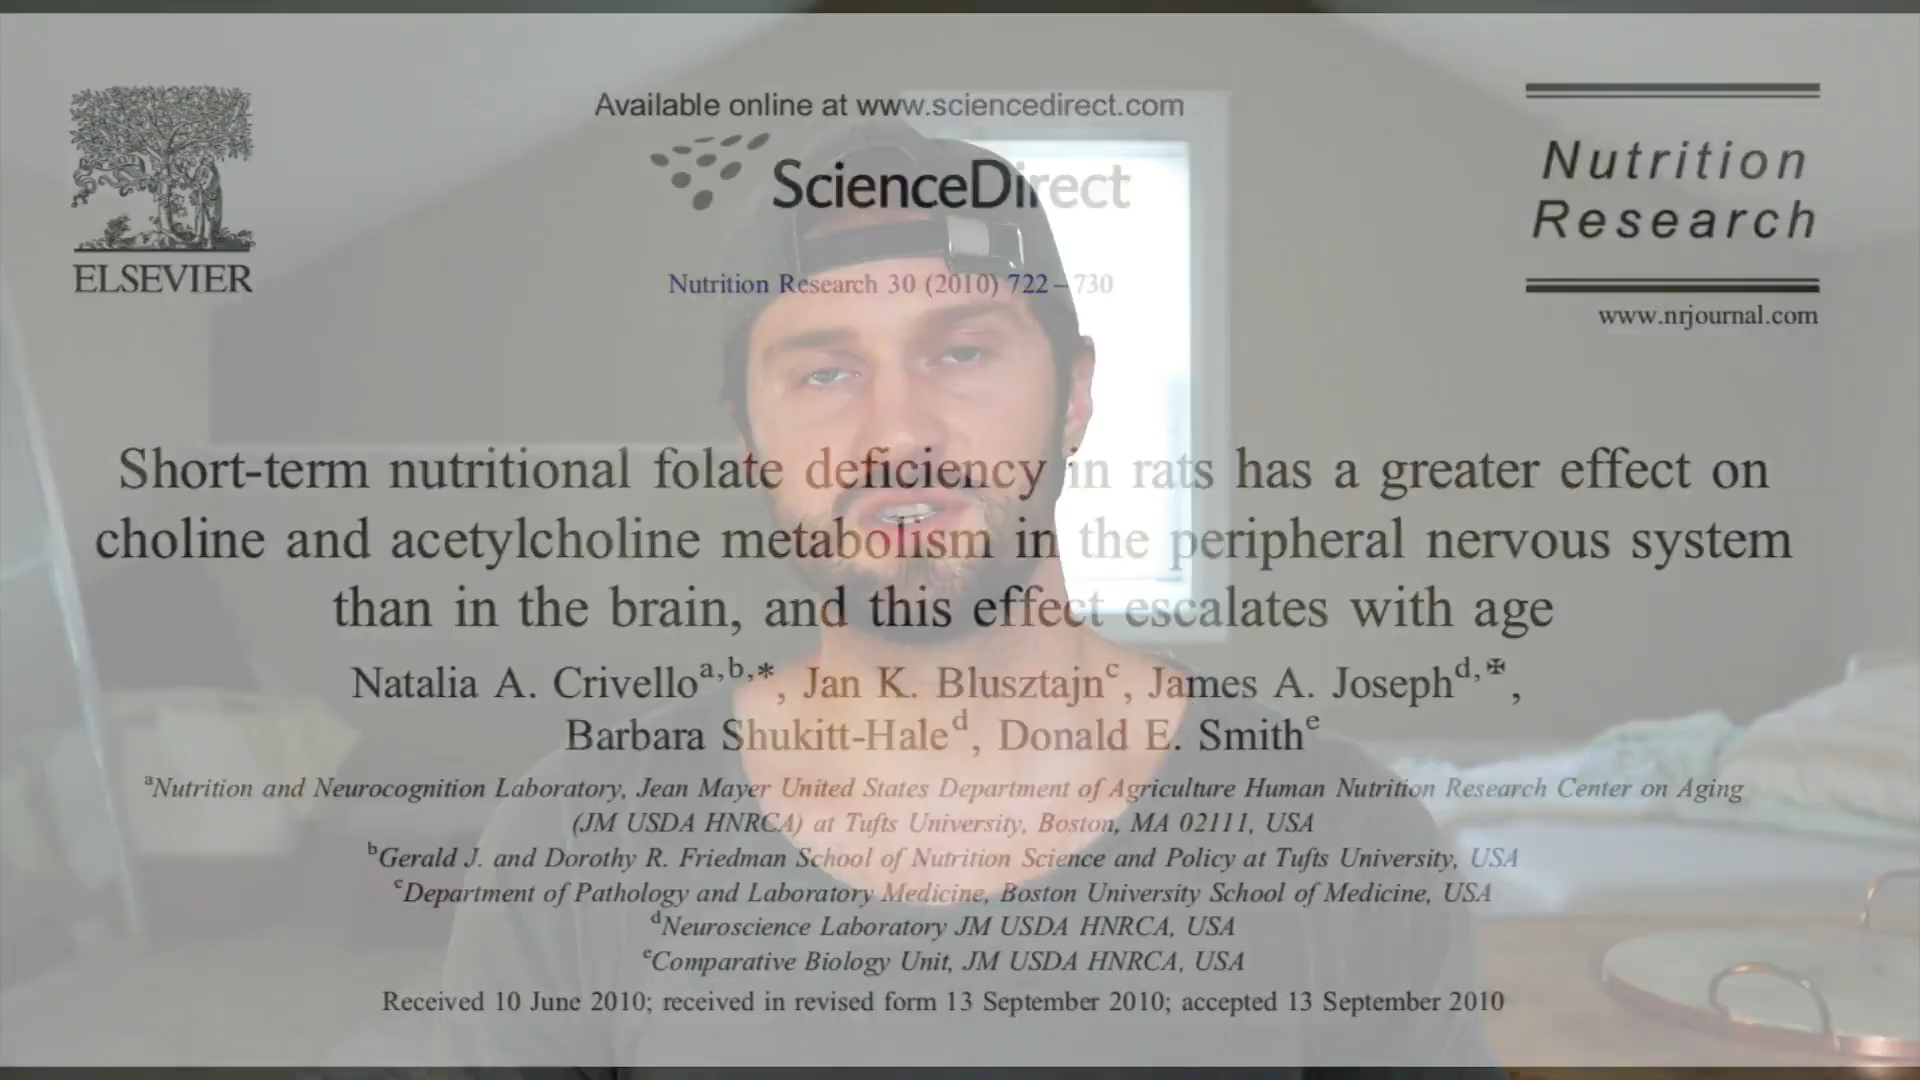 Available online at www.sciencedirect.com
ScienceDirect
ELSEVIER
Nutrition
Research
Nutrition Research 30 (2010) 722–730
www.nrjournal.com
Short-term nutritional folate deficiency in rats has a greater effect on
choline and acetylcholine metabolism in the peripheral nervous system
than in the brain, and this effect escalates with age
Natalia A. Crivello^a,b,*, Jan K. Blusztajn^c, James A. Joseph^d,✠,
Barbara Shukitt-Hale^d, Donald E. Smith^e
^aNutrition and Neurocognition Laboratory, Jean Mayer United States Department of Agriculture Human Nutrition Research Center on Aging
(JM USDA HNRCA) at Tufts University, Boston, MA 02111, USA
^bGerald J. and Dorothy R. Friedman School of Nutrition Science and Policy at Tufts University, USA
^cDepartment of Pathology and Laboratory Medicine, Boston University School of Medicine, USA
^dNeuroscience Laboratory JM USDA HNRCA, USA
^eComparative Biology Unit, JM USDA HNRCA, USA
Received 10 June 2010; received in revised form 13 September 2010; accepted 13 September 2010